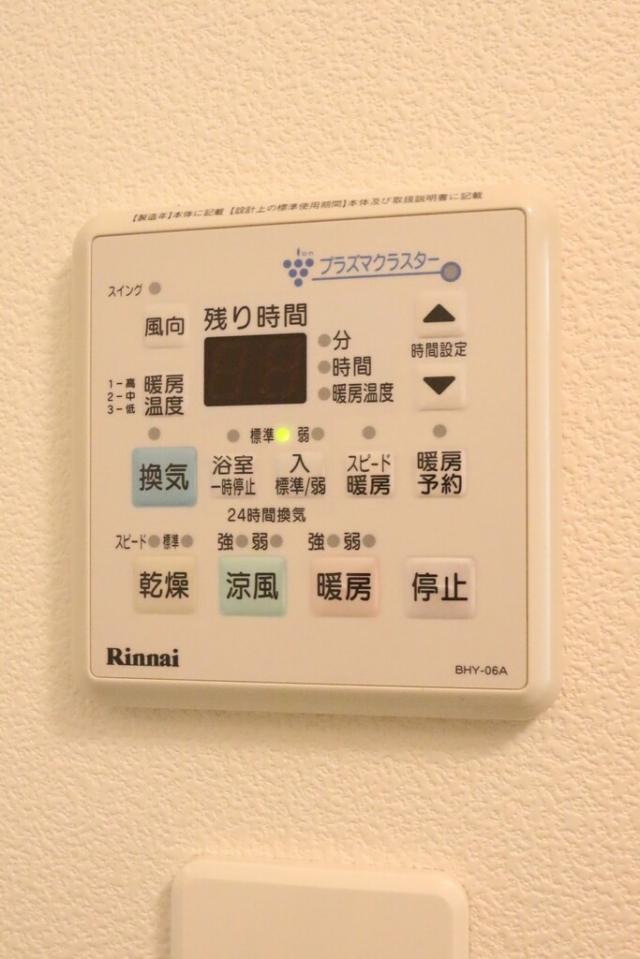 【製造年】本体に記載 【設計上の標準使用期間】本体及び取扱説明書に記載
ion プラズマクラスター
スイング
風向
残り時間
分
時間
暖房温度
時間設定
1-高
2-中
3-低
暖房
温度
標準 弱
換気
浴室
一時停止
入
標準/弱
スピード
暖房
暖房
予約
24時間換気
スピード 標準 強 弱 強 弱
乾燥 涼風 暖房 停止
Rinnai
BHY-06A